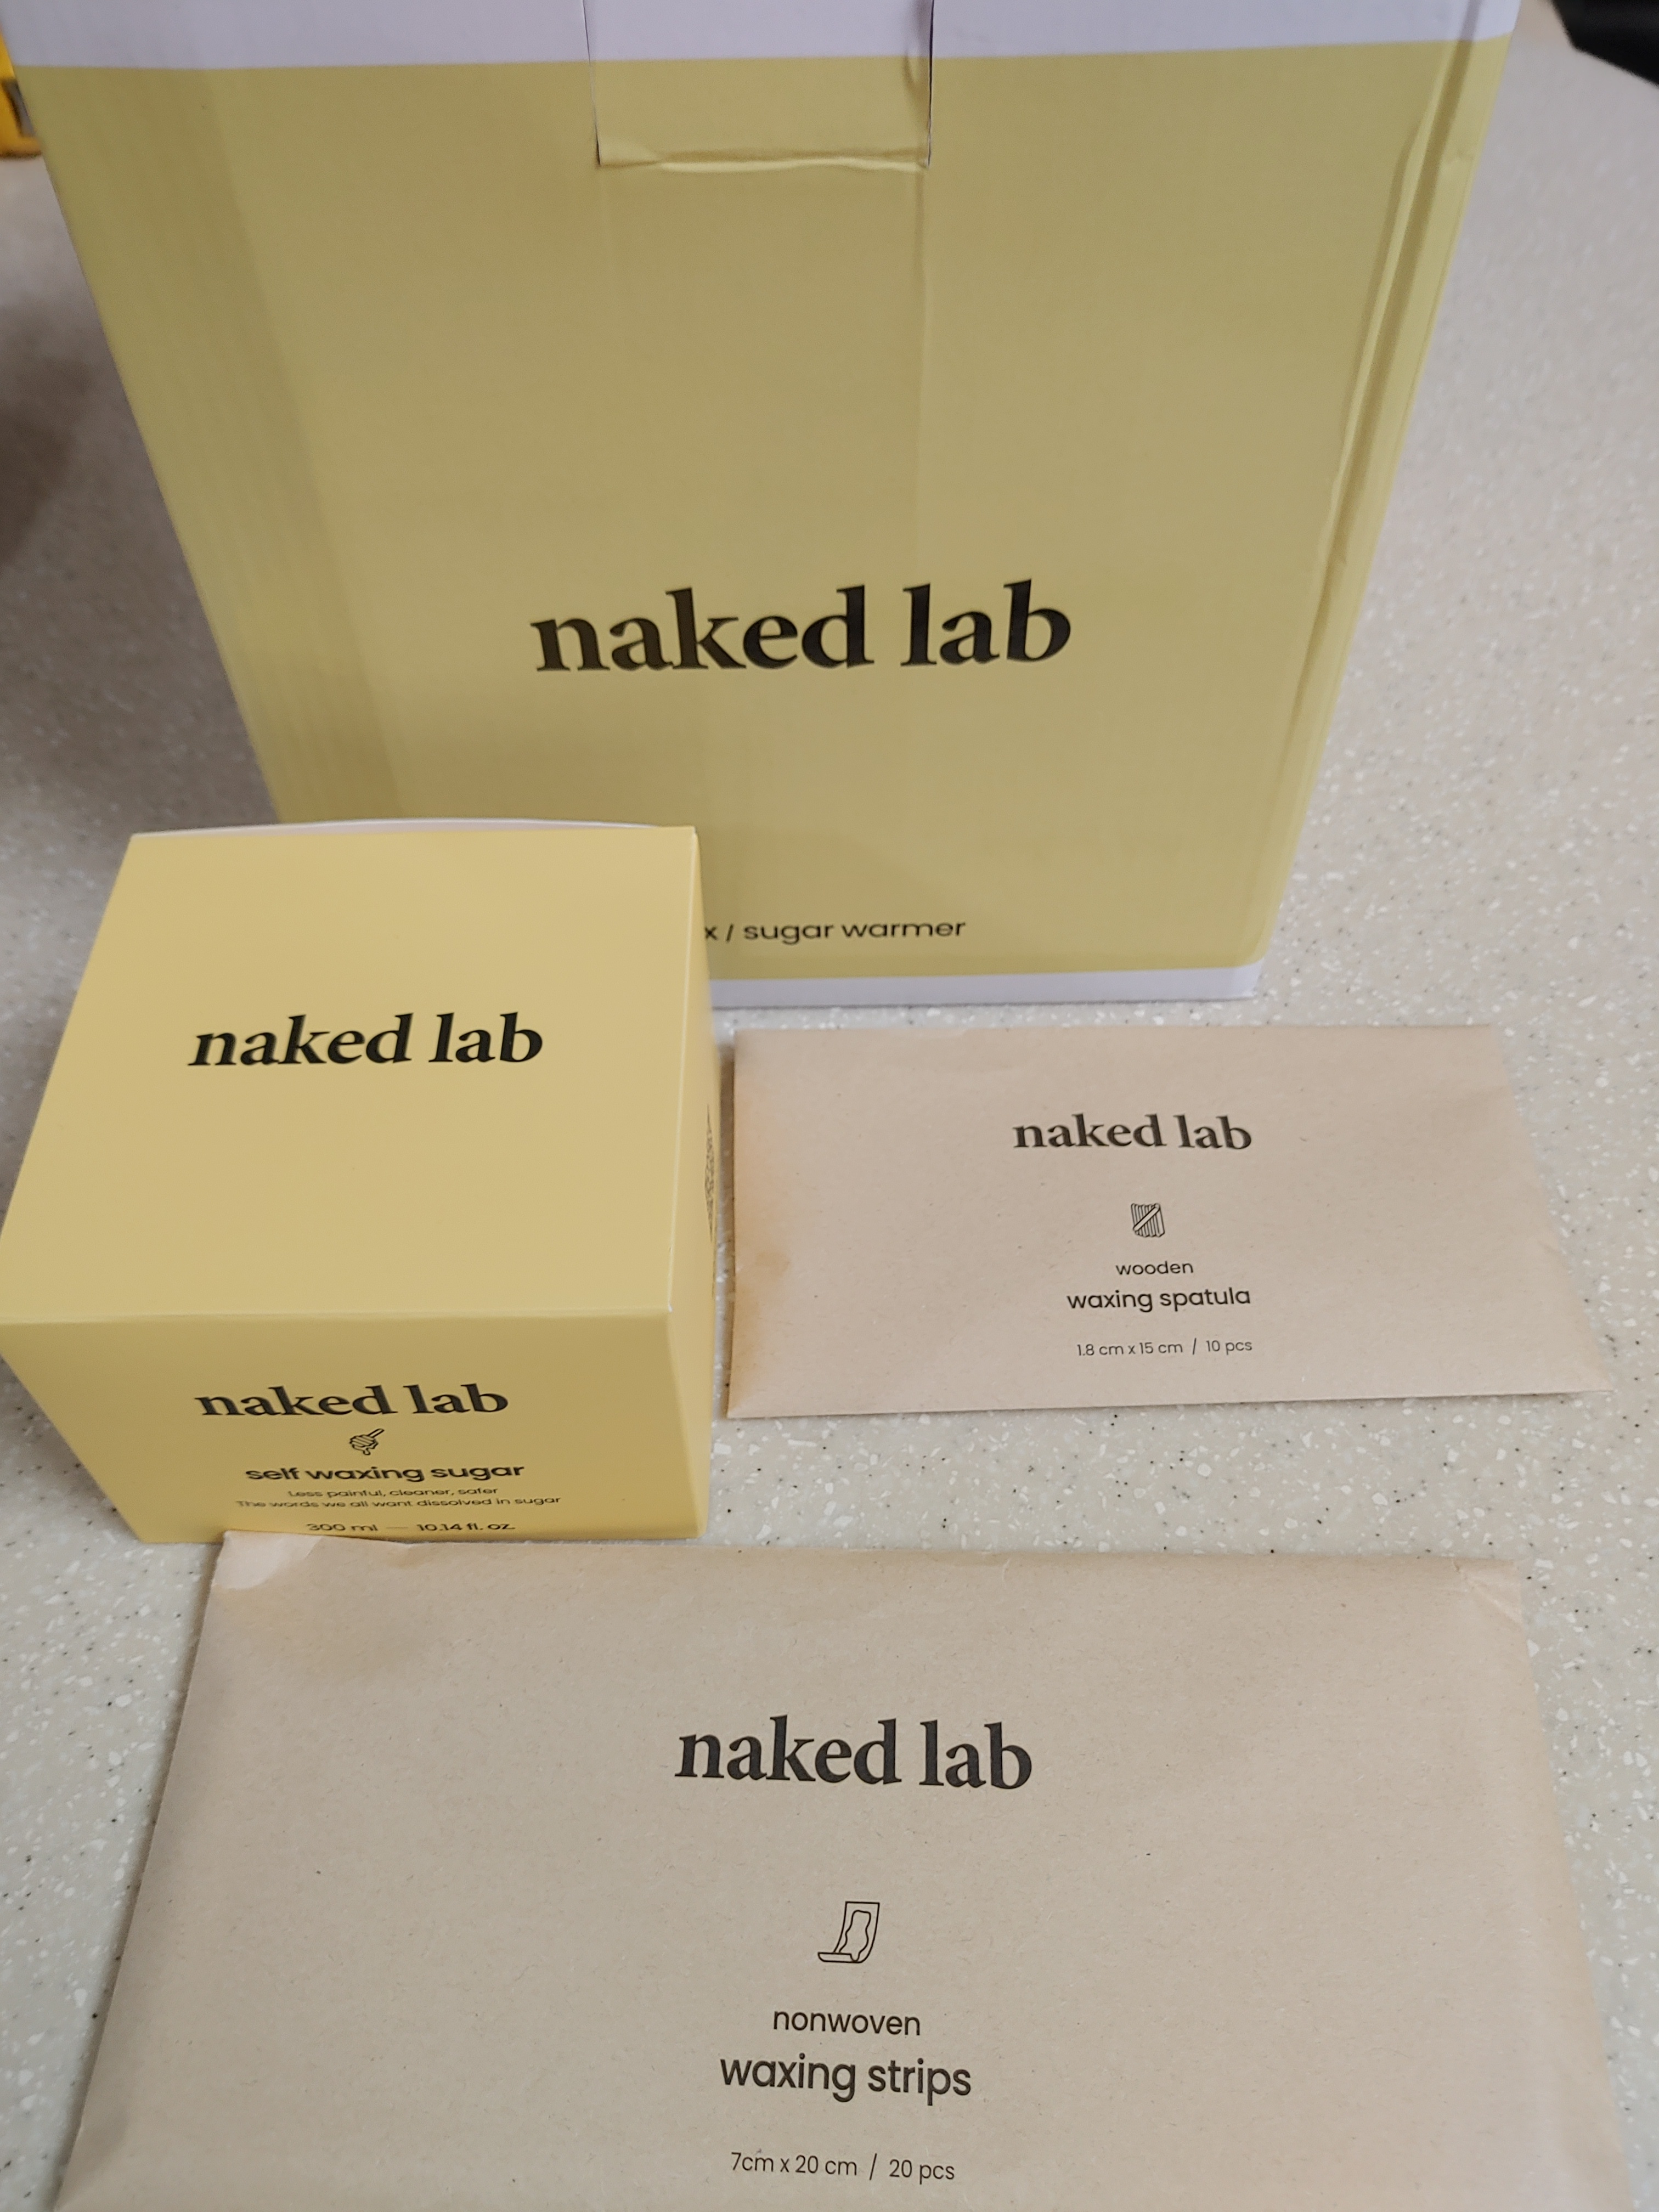 naked lab
x / sugar warmer
naked lab
naked lab
self waxing sugar
Less painful, cleaner, safer
The words we all want dissolved in sugar
300 ml — 10.14 fl. oz.
naked lab
wooden
waxing spatula
1.8 cm x 15 cm / 10 pcs
naked lab
nonwoven
waxing strips
7cm x 20 cm / 20 pcs